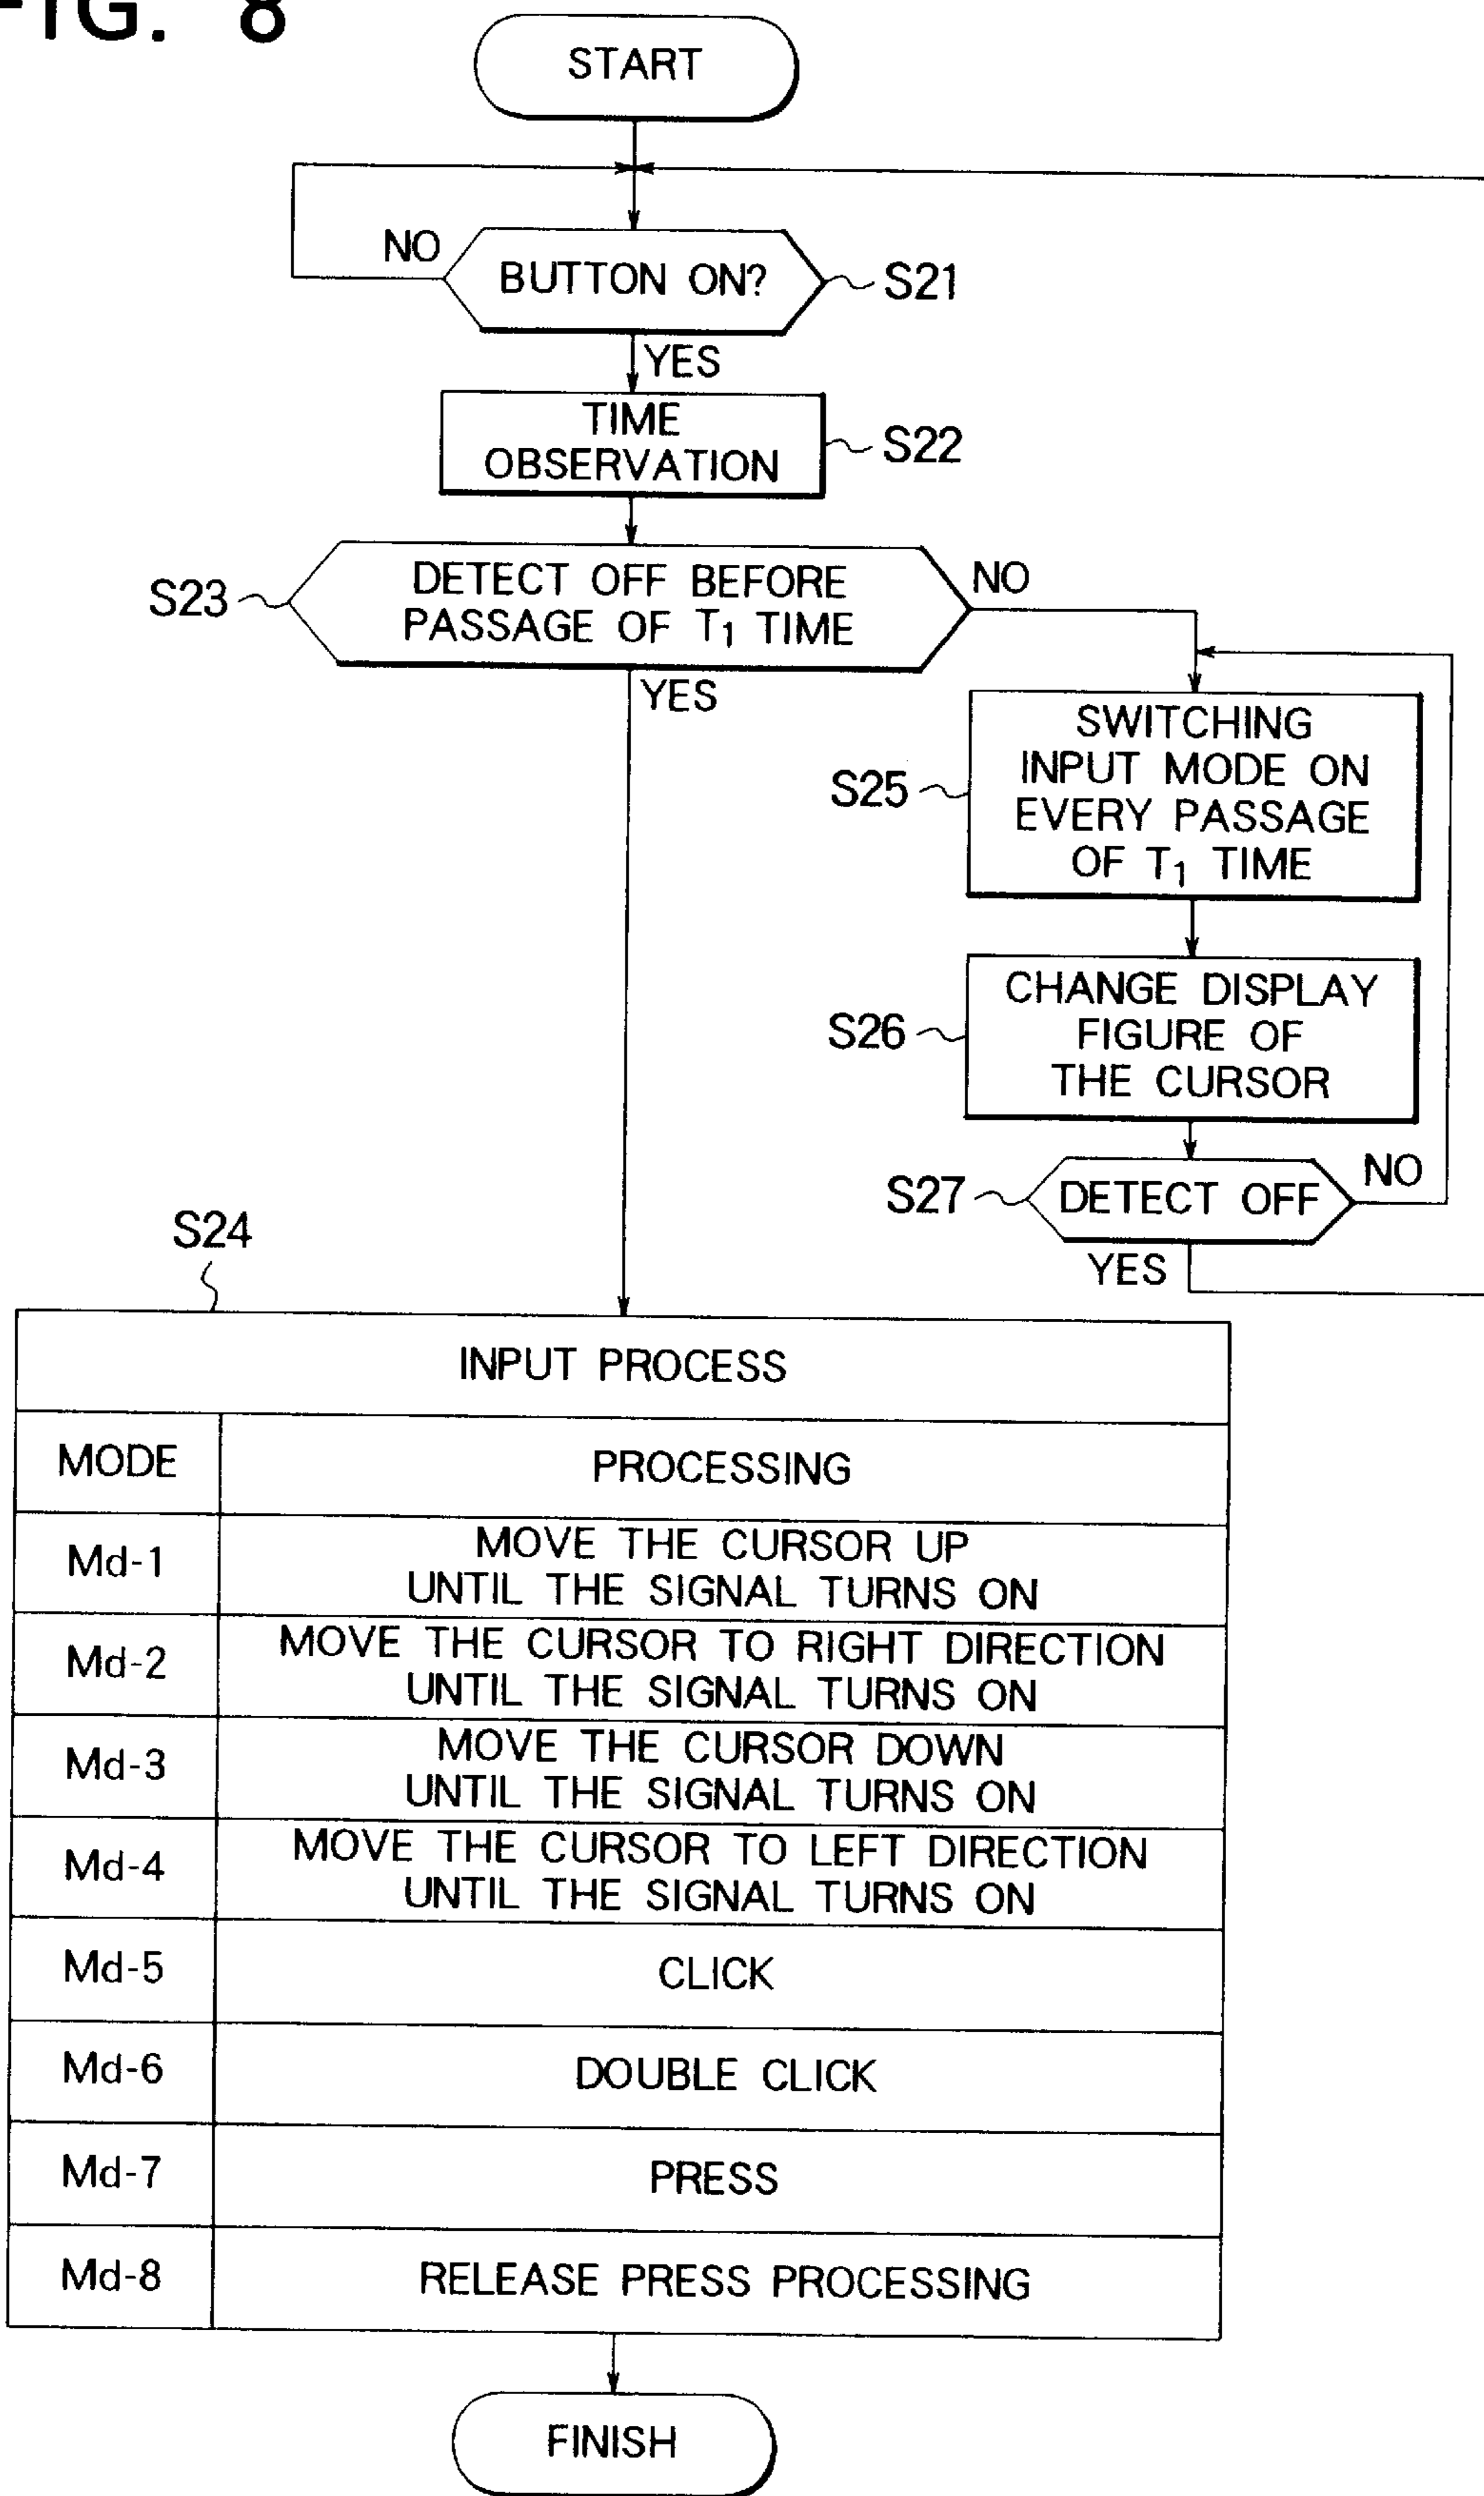 FIG. 8
START
NO
BUTTON ON?
S21
YES
TIME
OBSERVATION
S22
S23
DETECT OFF BEFORE
PASSAGE OF T1 TIME
NO
YES
S25
SWITCHING
INPUT MODE ON
EVERY PASSAGE
OF T1 TIME
S26
CHANGE DISPLAY
FIGURE OF
THE CURSOR
S27
DETECT OFF
NO
YES
S24
INPUT PROCESS
MODE
PROCESSING
Md-1
MOVE THE CURSOR UP
UNTIL THE SIGNAL TURNS ON
Md-2
MOVE THE CURSOR TO RIGHT DIRECTION
UNTIL THE SIGNAL TURNS ON
Md-3
MOVE THE CURSOR DOWN
UNTIL THE SIGNAL TURNS ON
Md-4
MOVE THE CURSOR TO LEFT DIRECTION
UNTIL THE SIGNAL TURNS ON
Md-5
CLICK
Md-6
DOUBLE CLICK
Md-7
PRESS
Md-8
RELEASE PRESS PROCESSING
FINISH